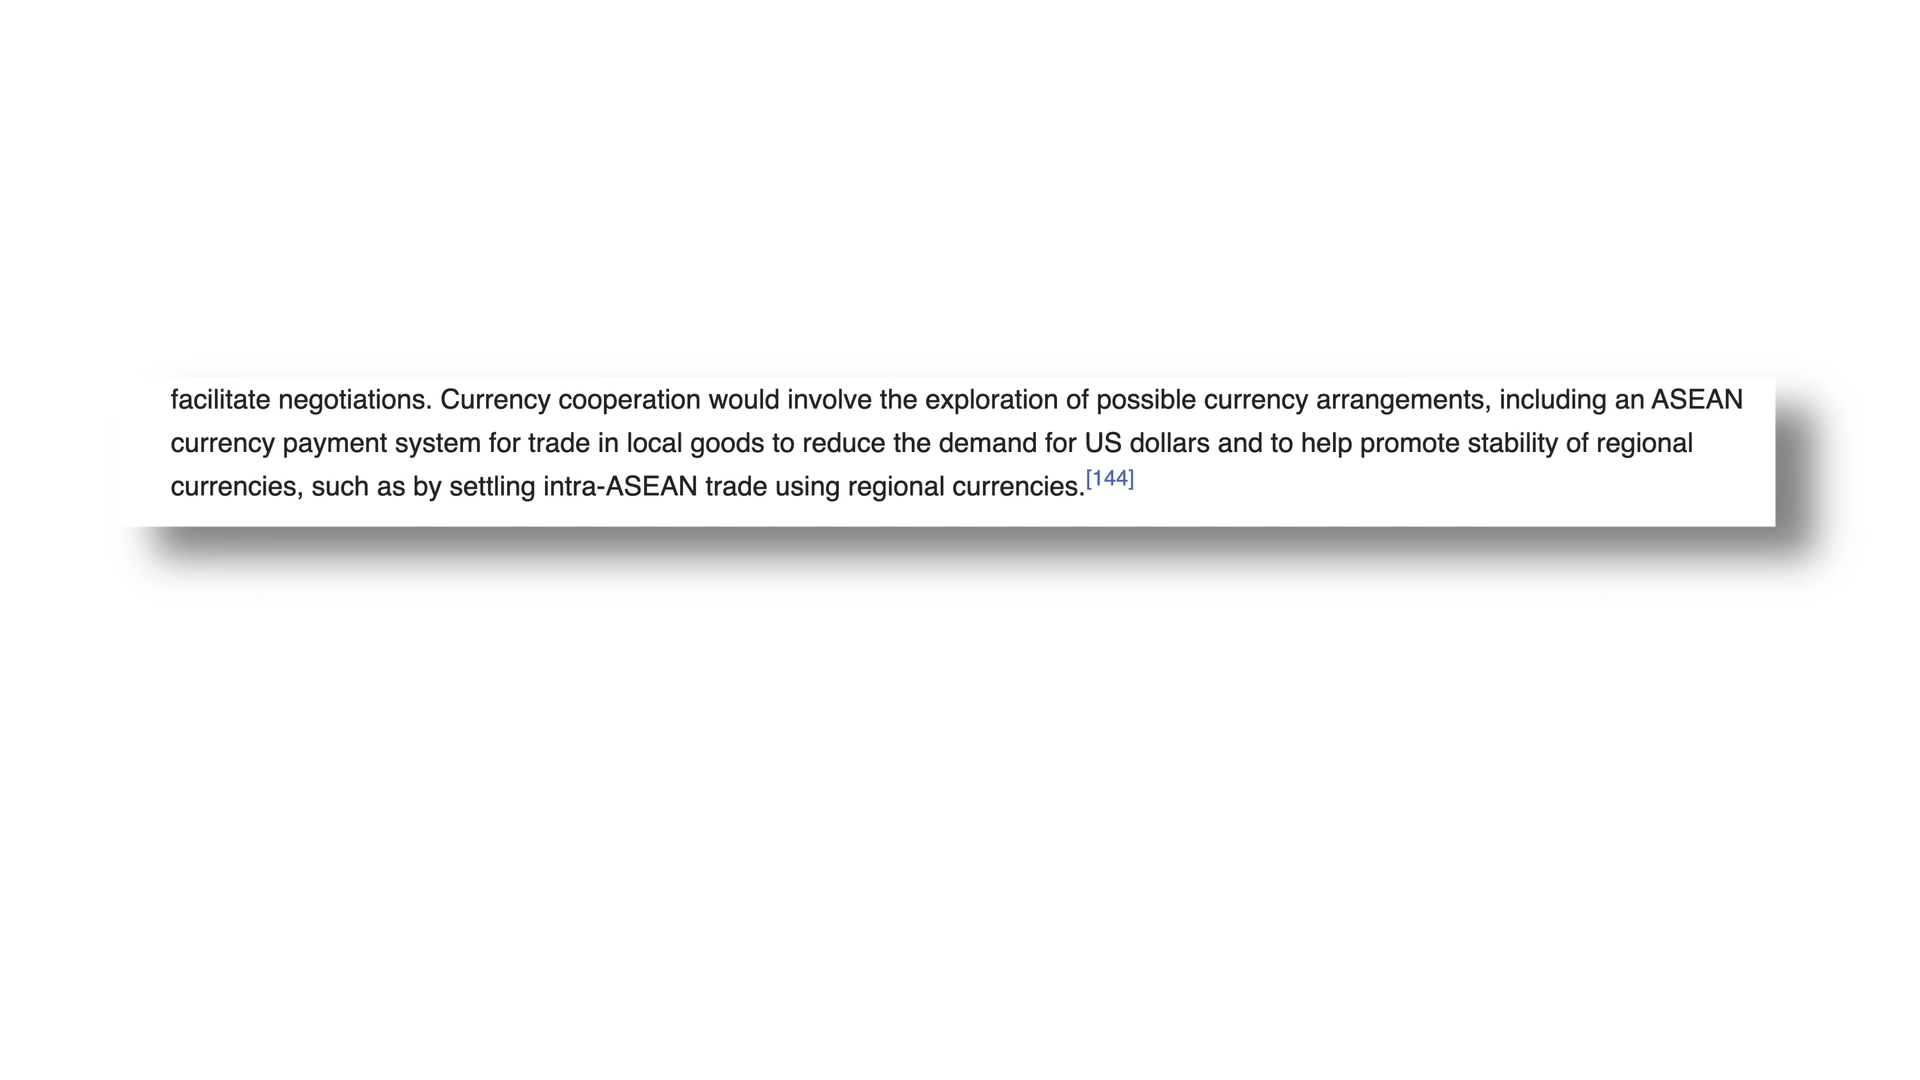 facilitate negotiations. Currency cooperation would involve the exploration of possible currency arrangements, including an ASEAN
currency payment system for trade in local goods to reduce the demand for US dollars and to help promote stability of regional
currencies, such as by settling intra-ASEAN trade using regional currencies.[144]